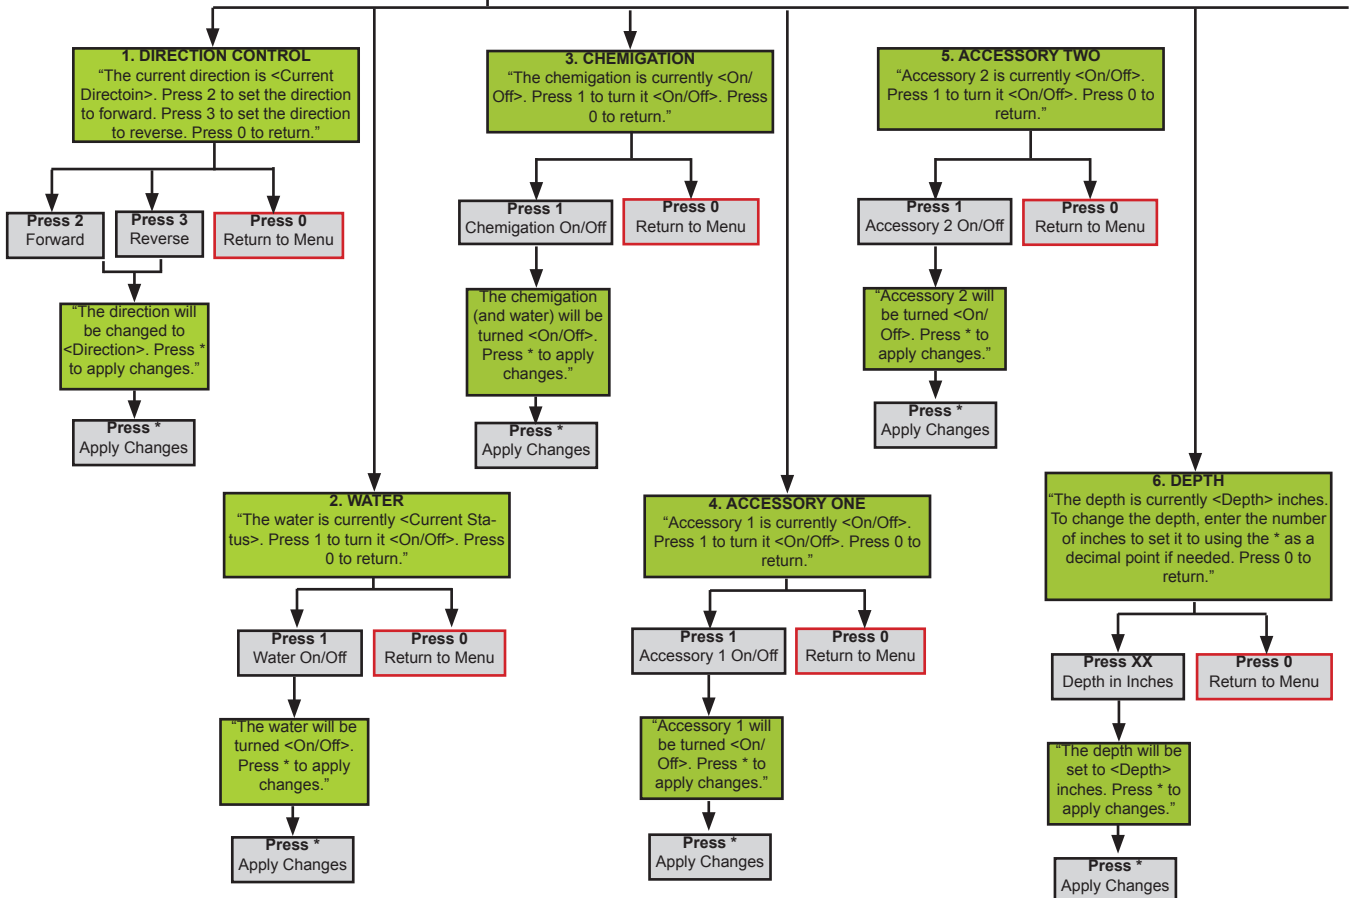 1. DIRECTION CONTROL
“The current direction is <Current
Directoin>. Press 2 to set the direction
to forward. Press 3 to set the direction
to reverse. Press 0 to return.”
Press 2
Forward
Press 3
Reverse
Press 0
Return to Menu
“The direction will
be changed to
<Direction>. Press *
to apply changes.”
Press *
Apply Changes
3. CHEMIGATION
“The chemigation is currently <On/
Off>. Press 1 to turn it <On/Off>. Press
0 to return.”
Press 1
Chemigation On/Off
Press 0
Return to Menu
The chemigation
(and water) will be
turned <On/Off>.
Press * to apply
changes.”
Press *
Apply Changes
5. ACCESSORY TWO
“Accessory 2 is currently <On/Off>.
Press 1 to turn it <On/Off>. Press 0 to
return.”
Press 1
Accessory 2 On/Off
Press 0
Return to Menu
“Accessory 2 will
be turned <On/
Off>. Press * to
apply changes.”
Press *
Apply Changes
2. WATER
“The water is currently <Current Sta-
tus>. Press 1 to turn it <On/Off>. Press
0 to return.”
Press 1
Water On/Off
Press 0
Return to Menu
“The water will be
turned <On/Off>.
Press * to apply
changes.”
Press *
Apply Changes
4. ACCESSORY ONE
“Accessory 1 is currently <On/Off>.
Press 1 to turn it <On/Off>. Press 0 to
return.”
Press 1
Accessory 1 On/Off
Press 0
Return to Menu
“Accessory 1 will
be turned <On/
Off>. Press * to
apply changes.”
Press *
Apply Changes
6. DEPTH
“The depth is currently <Depth> inches.
To change the depth, enter the number
of inches to set it to using the * as a
decimal point if needed. Press 0 to
return.”
Press XX
Depth in Inches
Press 0
Return to Menu
“The depth will be
set to <Depth>
inches. Press * to
apply changes.”
Press *
Apply Changes